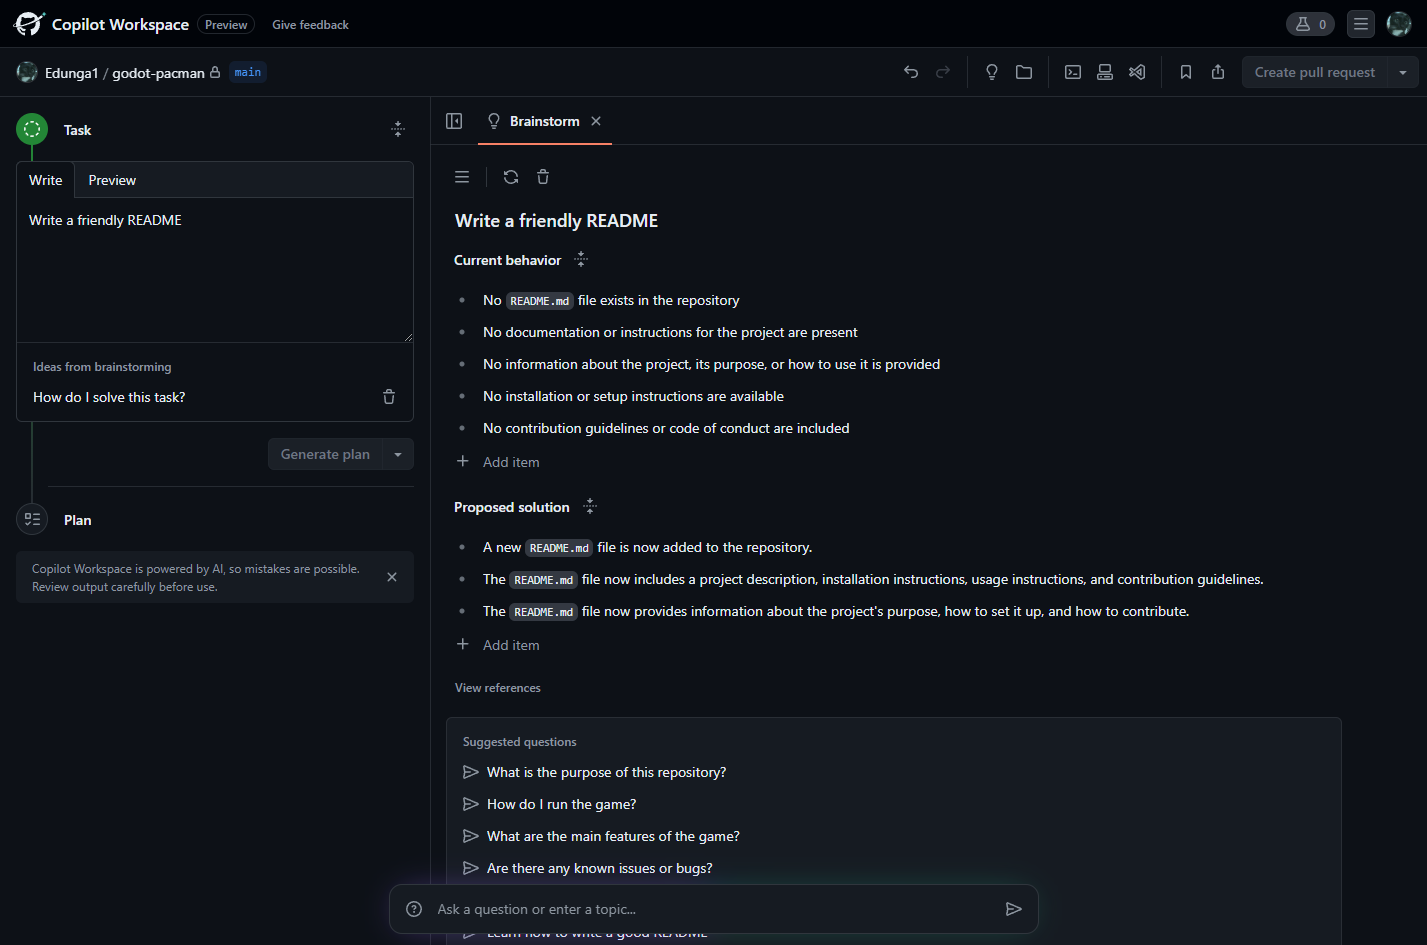 Copilot Workspace Preview Give feedback
0
Edunga1 / godot-pacman main
Create pull request
Task
Write Preview
Write a friendly README
Ideas from brainstorming
How do I solve this task?
Generate plan
Plan
Copilot Workspace is powered by AI, so mistakes are possible.
Review output carefully before use.
Brainstorm
Write a friendly README
Current behavior
No README.md file exists in the repository
No documentation or instructions for the project are present
No information about the project, its purpose, or how to use it is provided
No installation or setup instructions are available
No contribution guidelines or code of conduct are included
Add item
Proposed solution
A new README.md file is now added to the repository.
The README.md file now includes a project description, installation instructions, usage instructions, and contribution guidelines.
The README.md file now provides information about the project's purpose, how to set it up, and how to contribute.
Add item
View references
Suggested questions
What is the purpose of this repository?
How do I run the game?
What are the main features of the game?
Are there any known issues or bugs?
Ask a question or enter a topic...
Learn how to write a good README